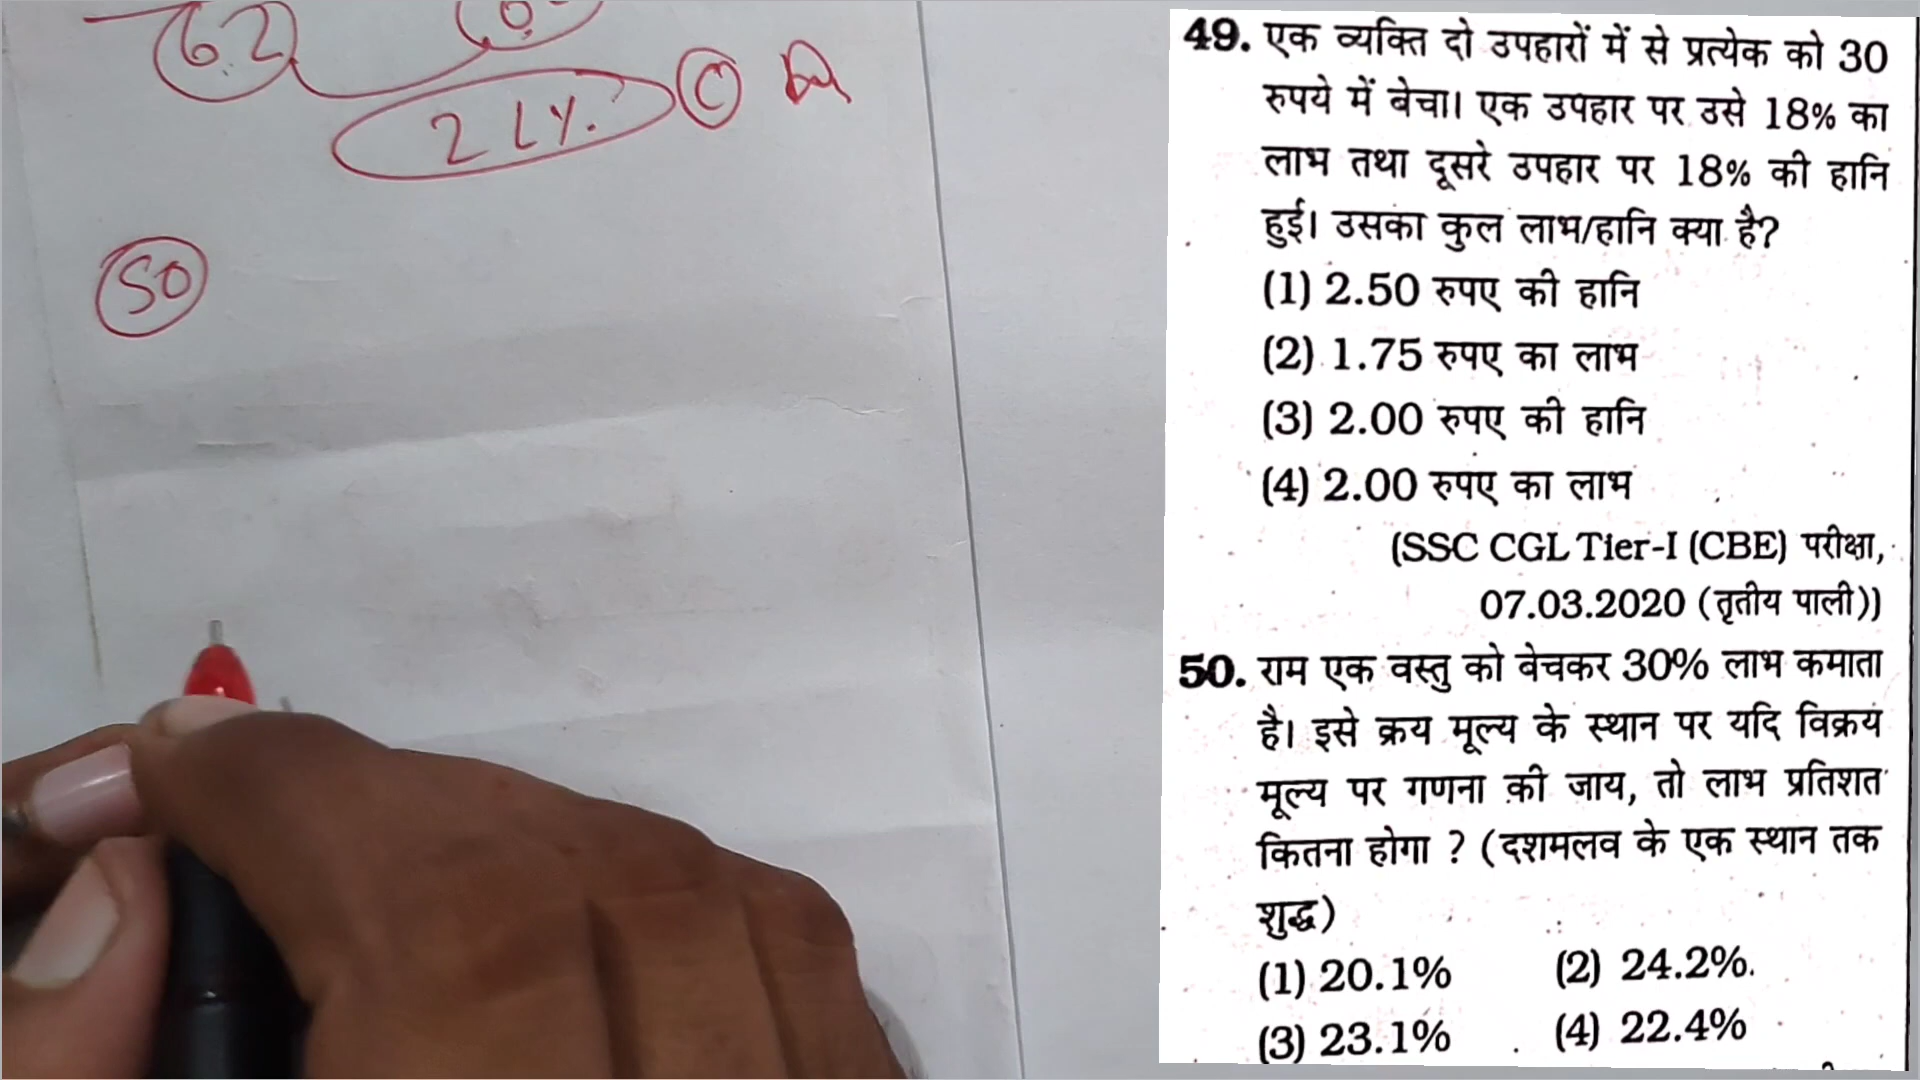 62
2 L %.
C
50
49. एक व्यक्ति दो उपहारों में से प्रत्येक को 30
रुपये में बेचा। एक उपहार पर उसे 18% का
लाभ तथा दूसरे उपहार पर 18% की हानि
हुई। उसका कुल लाभ/हानि क्या है?
(1) 2.50 रुपए की हानि
(2) 1.75 रुपए का लाभ
(3) 2.00 रुपए की हानि
(4) 2.00 रुपए का लाभ
(SSC CGL Tier-I (CBE) परीक्षा,
07.03.2020 (तृतीय पाली))
50. राम एक वस्तु को बेचकर 30% लाभ कमाता
है। इसे क्रय मूल्य के स्थान पर यदि विक्रय
मूल्य पर गणना की जाय, तो लाभ प्रतिशत
कितना होगा ? (दशमलव के एक स्थान तक
शुद्ध)
(1) 20.1% (2) 24.2%.
(3) 23.1% (4) 22.4%